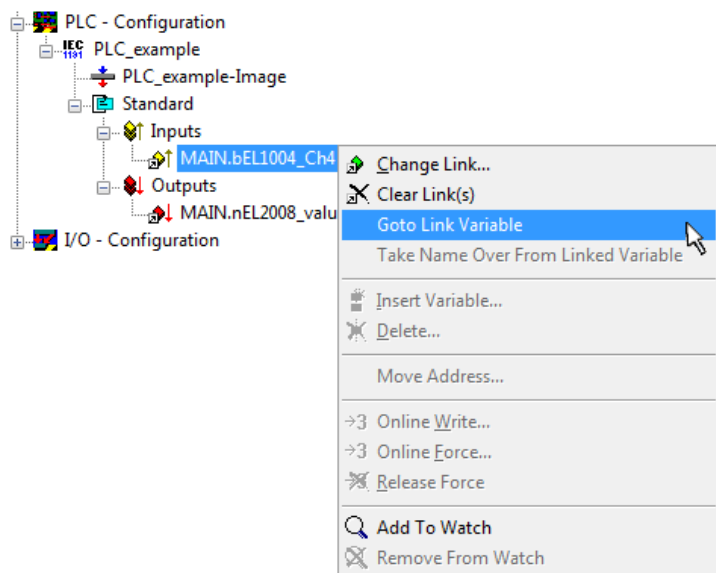 PLC - Configuration
IEC
1131
PLC_example
PLC_example-Image
Standard
Inputs
MAIN.bEL1004_Ch4
Outputs
MAIN.nEL2008_valu
I/O - Configuration
Change Link...
Clear Link(s)
Goto Link Variable
Take Name Over From Linked Variable
Insert Variable...
Delete...
Move Address...
→3 Online Write...
→3 Online Force...
Release Force
Add To Watch
Remove From Watch